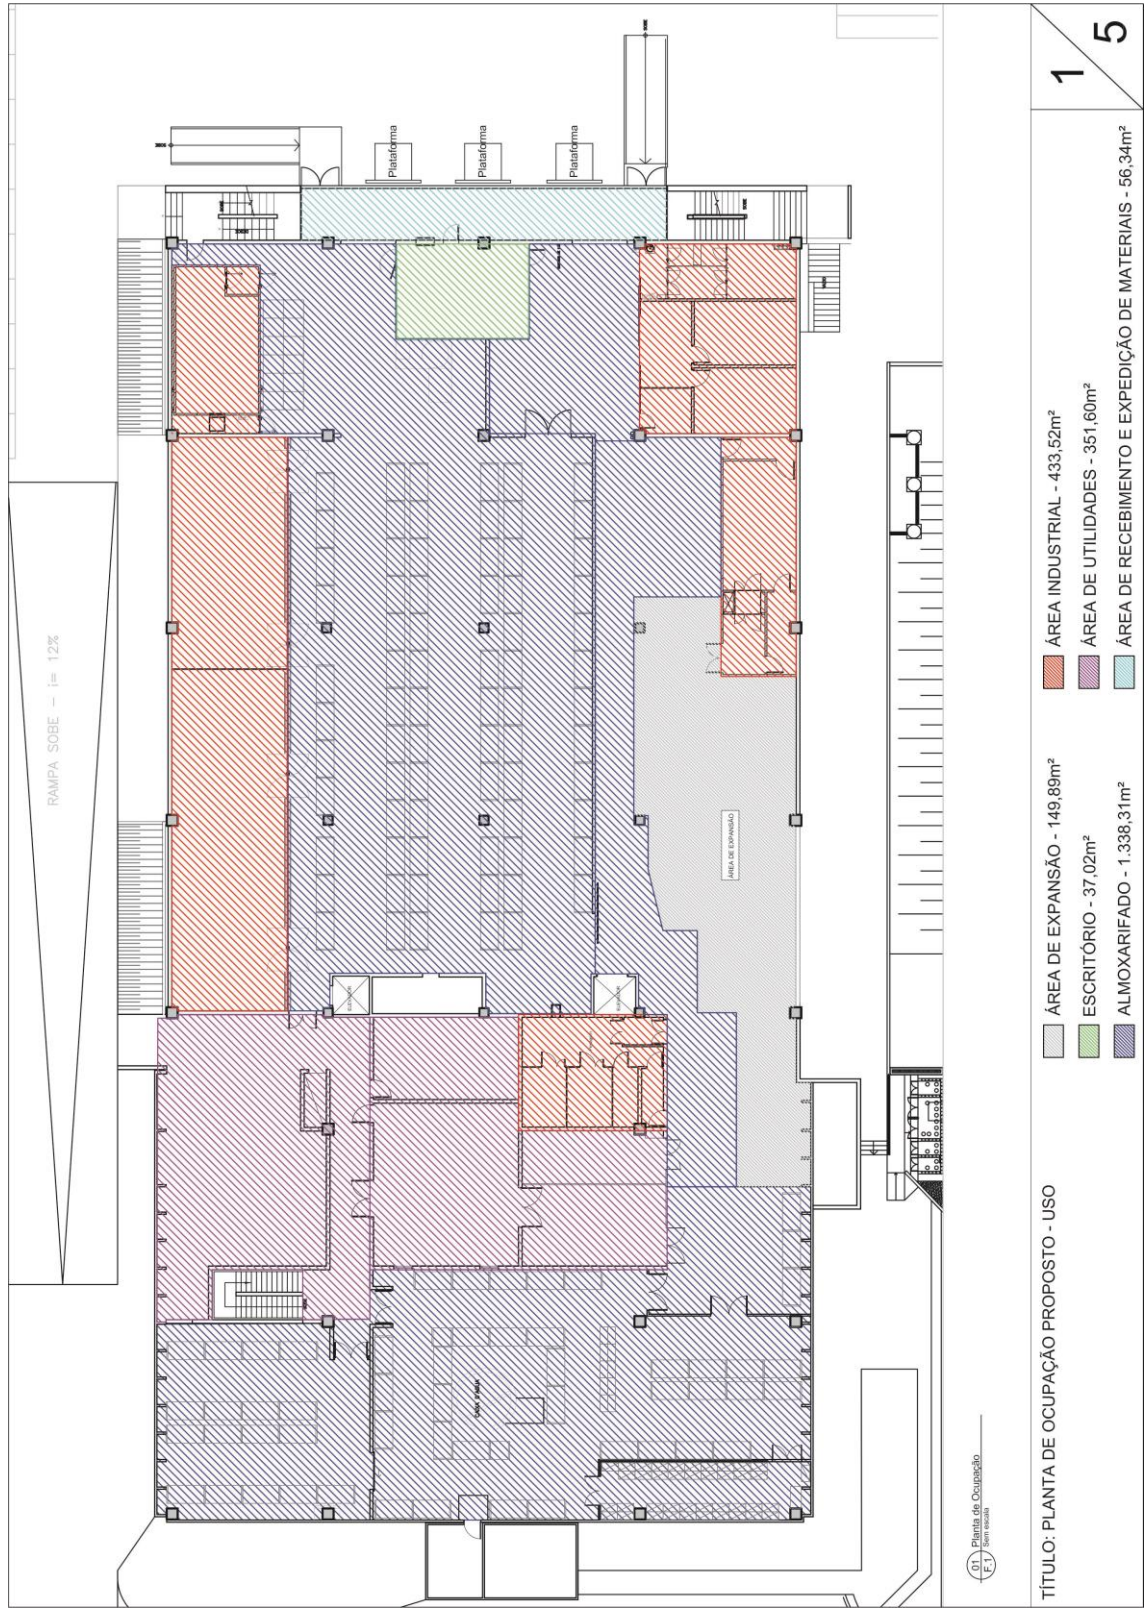 RAMPA SOBE - i= 12%
Plataforma
Plataforma
Plataforma
ÁREA DE EXPANSÃO
01 Planta de Ocupação
F.1 Sem escala
TÍTULO: PLANTA DE OCUPAÇÃO PROPOSTO - USO
ÁREA DE EXPANSÃO - 149,89m²
ESCRITÓRIO - 37,02m²
ALMOXARIFADO - 1.338,31m²
ÁREA INDUSTRIAL - 433,52m²
ÁREA DE UTILIDADES - 351,60m²
ÁREA DE RECEBIMENTO E EXPEDIÇÃO DE MATERIAIS - 56,34m²
1
5